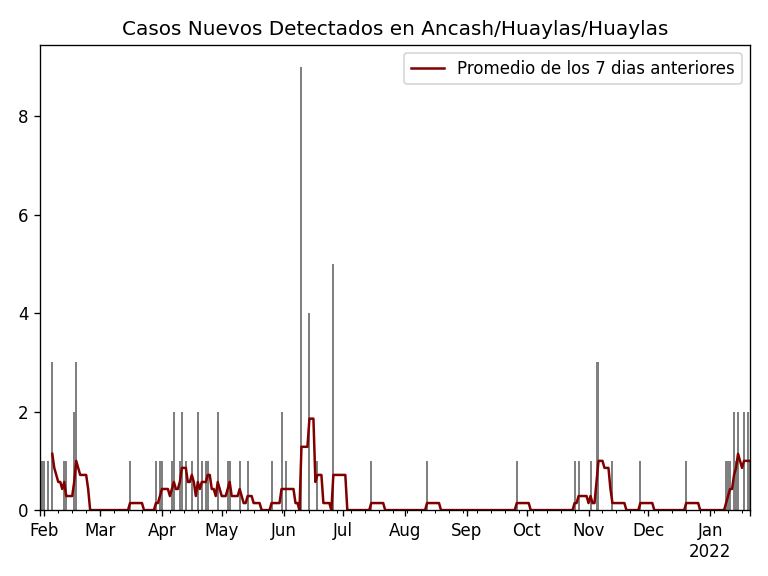 Casos Nuevos Detectados en Ancash/Huaylas/Huaylas
Promedio de los 7 dias anteriores
8
6
4
2
0
Feb Mar Apr May Jun Jul Aug Sep Oct Nov Dec Jan
2022